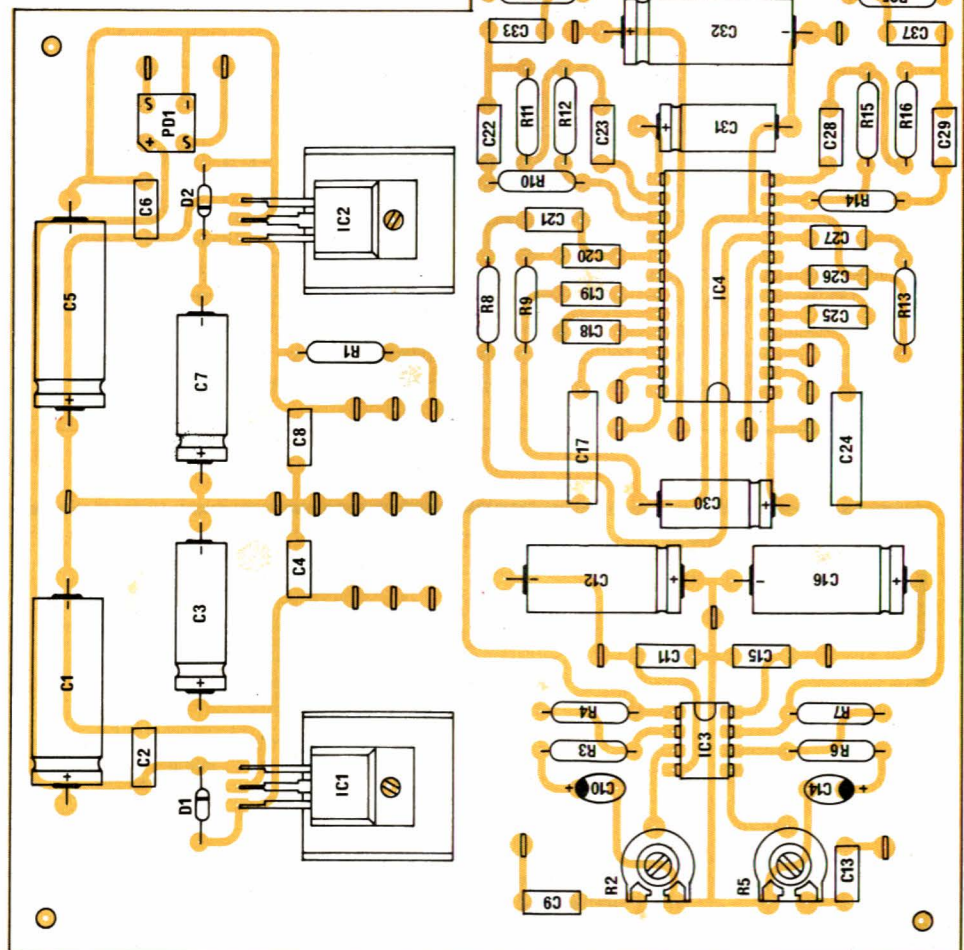 C33
C32
+
-
C37
S
-
PD1
+
S
C22
R11
R12
C23
+
C31
-
C28
R15
R16
C29
C6
D2
IC2
R10
R14
C21
C27
C5
IC4
C20
C26
R8
R9
R13
C19
C25
C18
-
R1
C7
+
+
C8
C17
C24
-
C30
+
C4
-
-
C12
+
-
C16
+
C3
-
C1
C11
C15
+
R4
IC3
R7
C2
R3
R6
+
D1
IC1
+
C10
C14
+
R2
R5
C13
C9